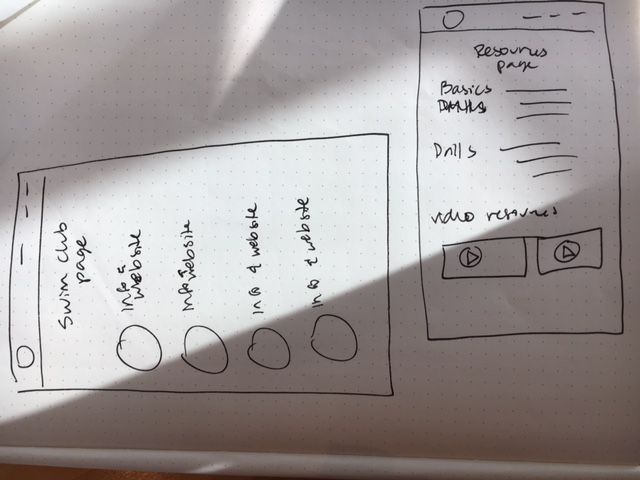 Swim club
page
Info &
website
Info &
website
Info & website
Info & website
Resources
page
Basics
Drills
video resources